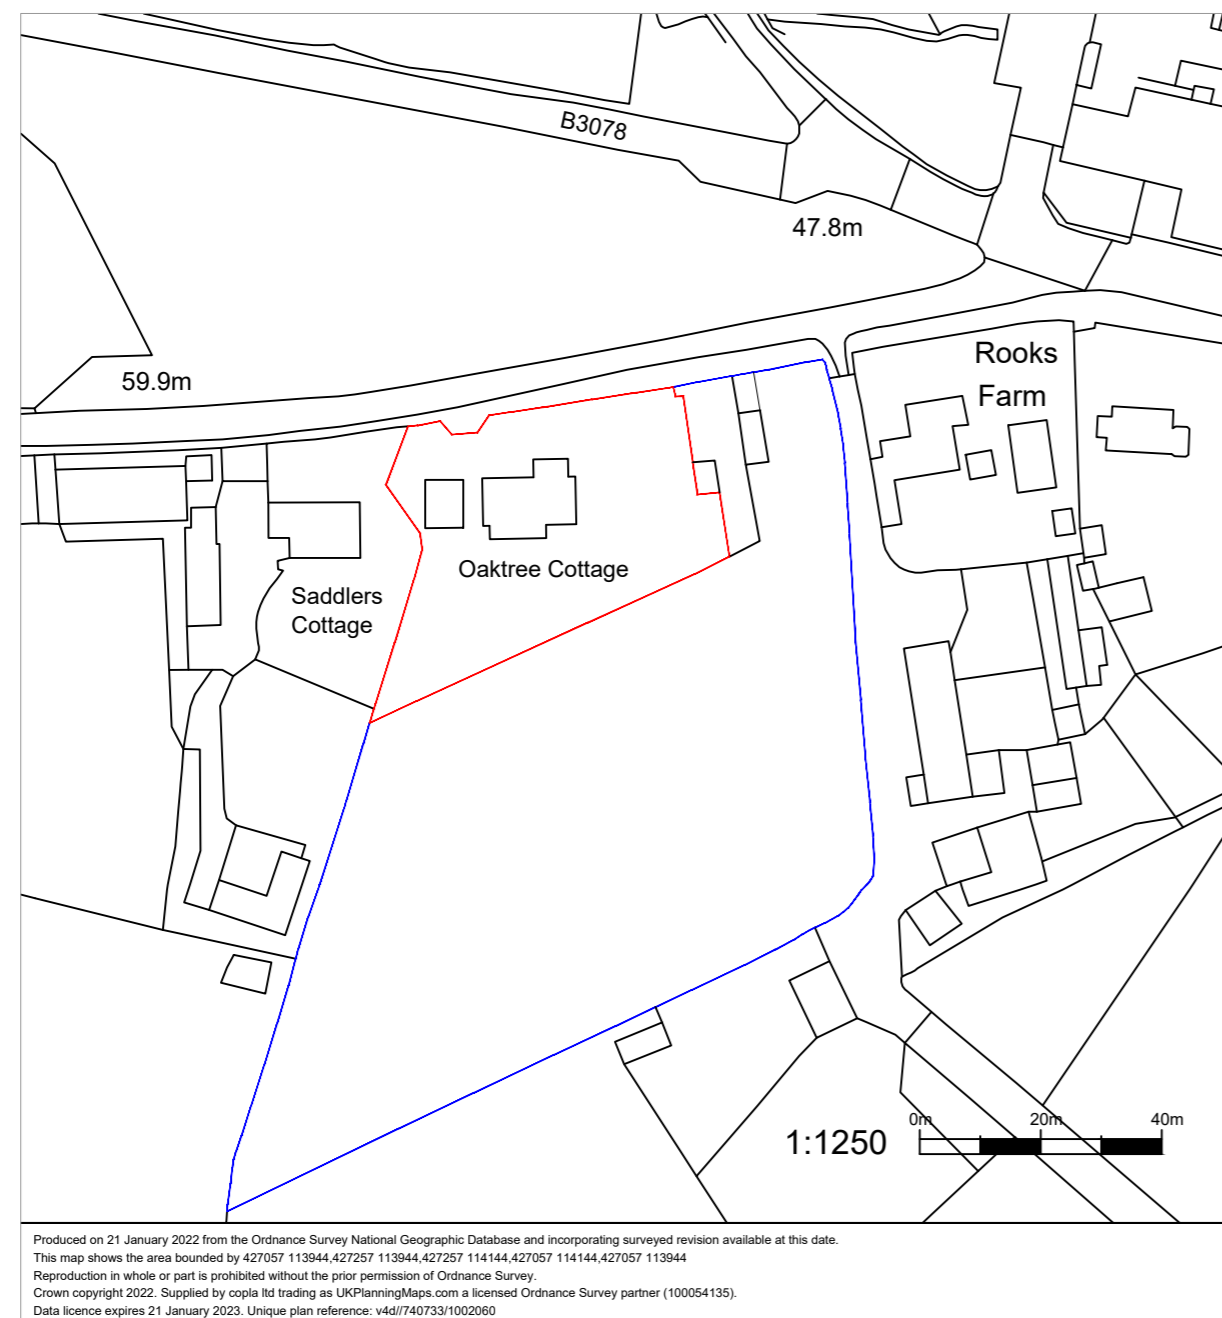 B3078
47.8m
59.9m
Rooks
Farm
Oaktree Cottage
Saddlers
Cottage
1:1250
0m 20m 40m
Produced on 21 January 2022 from the Ordnance Survey National Geographic Database and incorporating surveyed revision available at this date.
This map shows the area bounded by 427057 113944,427257 113944,427257 114144,427057 114144,427057 113944
Reproduction in whole or part is prohibited without the prior permission of Ordnance Survey.
Crown copyright 2022. Supplied by copla ltd trading as UKPlanningMaps.com a licensed Ordnance Survey partner (100054135).
Data licence expires 21 January 2023. Unique plan reference: v4d//740733/1002060